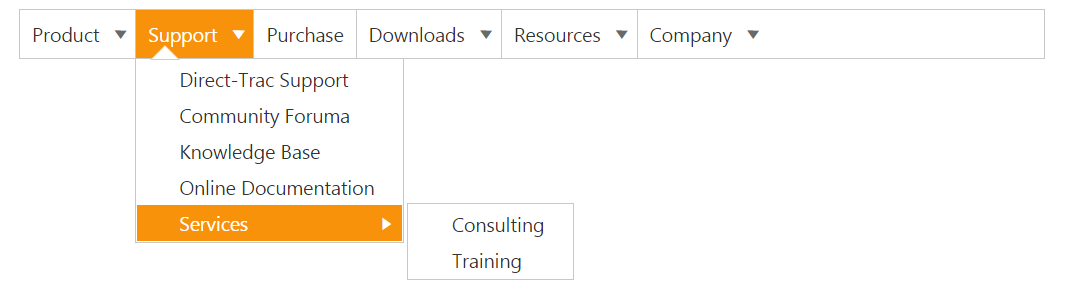 Product Support Purchase Downloads Resources Company
Direct-Trac Support
Community Foruma
Knowledge Base
Online Documentation
Services
Consulting
Training